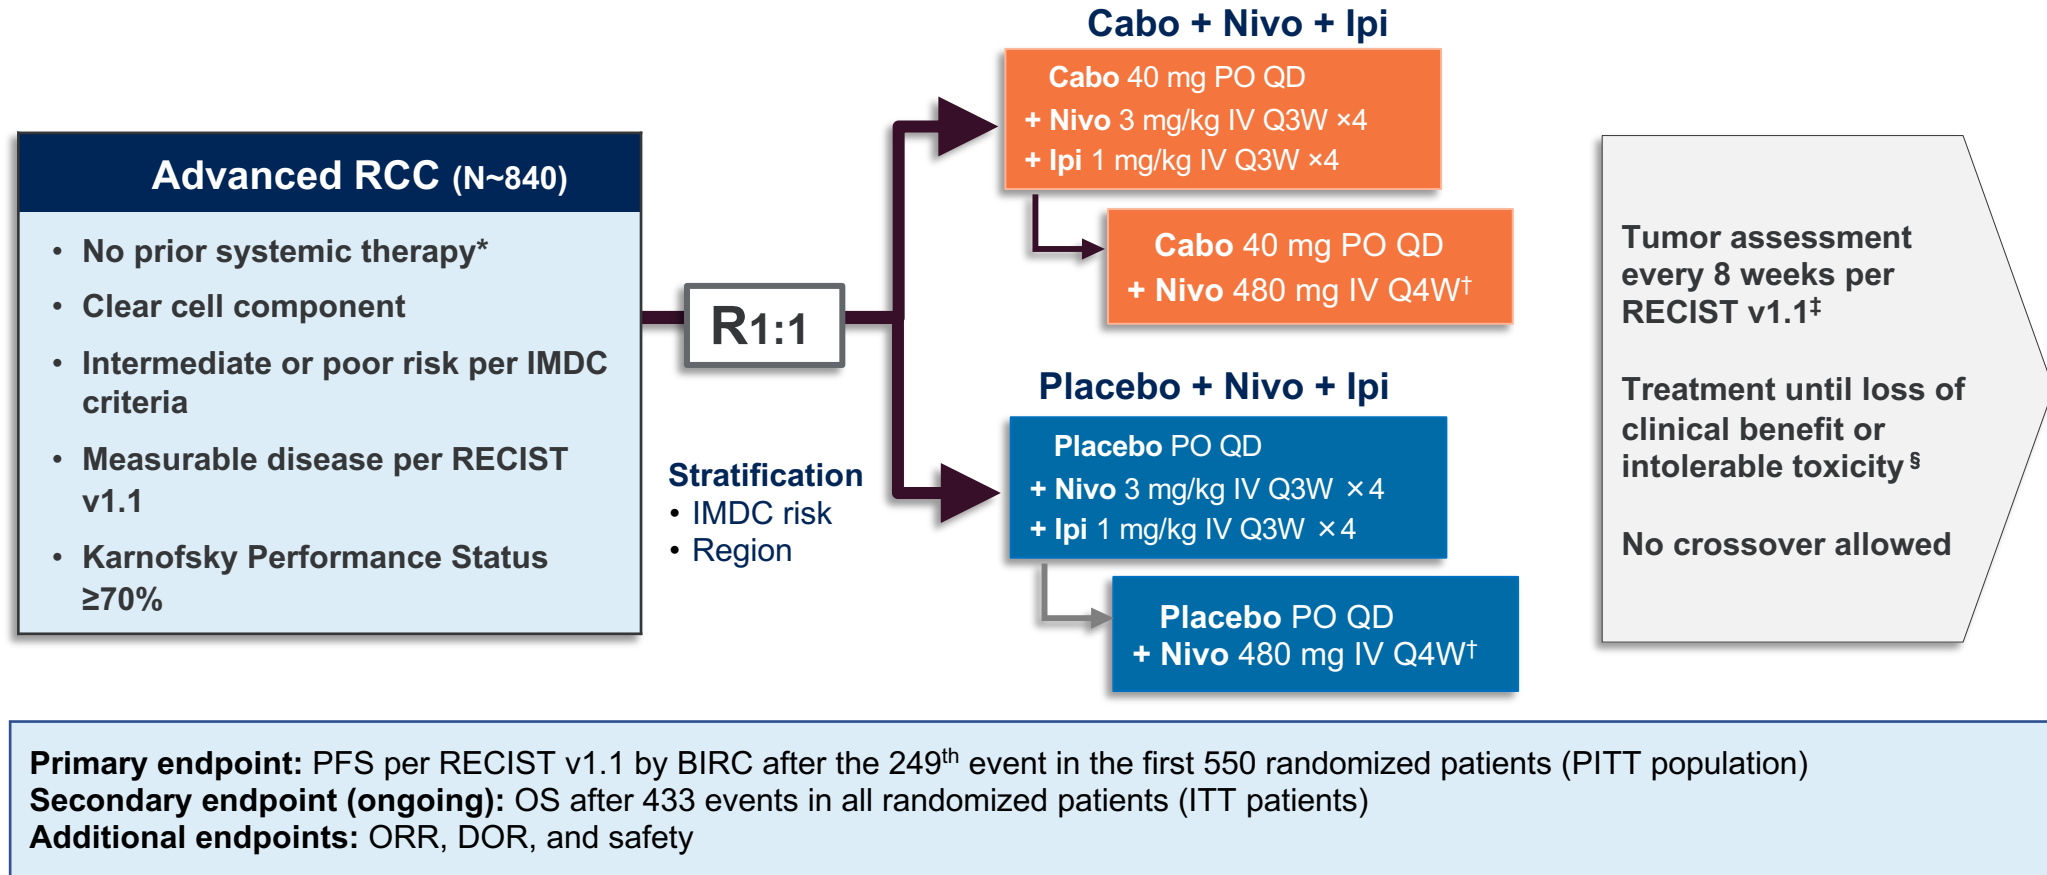 Advanced RCC (N~840)
• No prior systemic therapy*
• Clear cell component
• Intermediate or poor risk per IMDC
criteria
• Measurable disease per RECIST
v1.1
• Karnofsky Performance Status
≥70%
R1:1
Stratification
• IMDC risk
• Region
Cabo + Nivo + Ipi
Cabo 40 mg PO QD
+ Nivo 3 mg/kg IV Q3W ×4
+ Ipi 1 mg/kg IV Q3W ×4
Cabo 40 mg PO QD
+ Nivo 480 mg IV Q4W†
Placebo + Nivo + Ipi
Placebo PO QD
+ Nivo 3 mg/kg IV Q3W ×4
+ Ipi 1 mg/kg IV Q3W ×4
Placebo PO QD
+ Nivo 480 mg IV Q4W†
Tumor assessment
every 8 weeks per
RECIST v1.1‡
Treatment until loss of
clinical benefit or
intolerable toxicity§
No crossover allowed
Primary endpoint: PFS per RECIST v1.1 by BIRC after the 249th event in the first 550 randomized patients (PITT population)
Secondary endpoint (ongoing): OS after 433 events in all randomized patients (ITT patients)
Additional endpoints: ORR, DOR, and safety